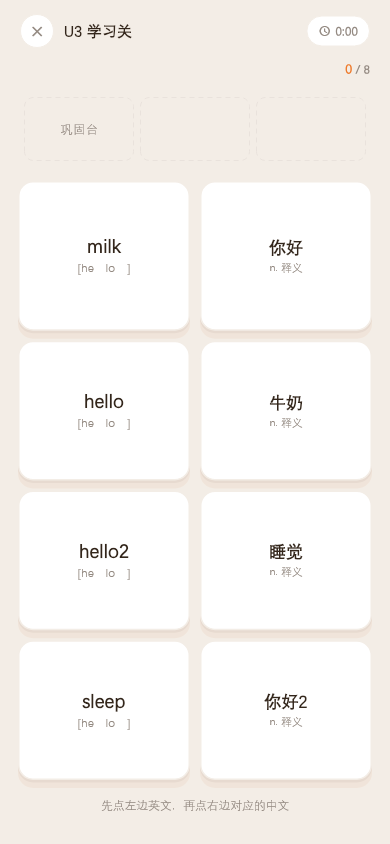 U3 学习关
0:00
0 / 8
巩固台
milk
[he lo ]
你好
n. 释义
hello
[he lo ]
牛奶
n. 释义
hello2
[he lo ]
睡觉
n. 释义
sleep
[he lo ]
你好2
n. 释义
先点左边英文，再点右边对应的中文